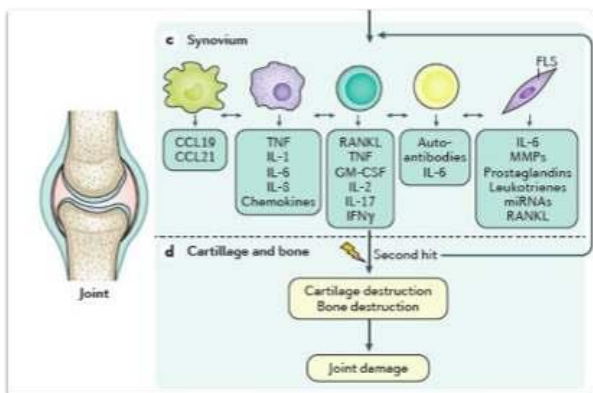 c Synovium
FLS
CCL19
CCL21
TNF
IL-1
IL-6
IL-8
Chemokines
RANKL
TNF
GM-CSF
IL-2
IL-17
IFNγ
Auto-
antibodies
IL-6
IL-6
MMPs
Prostaglandins
Leukotrienes
miRNAs
RANKL
d Cartillage and bone
Second hit
Cartilage destruction
Bone destruction
Joint damage
Joint